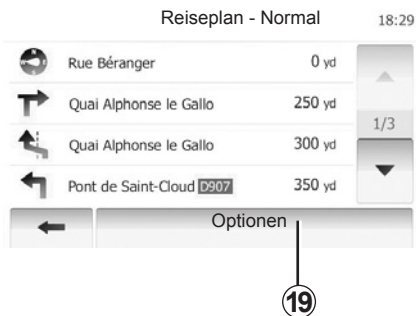 Reiseplan - Normal 18:29
Rue Béranger 0 yd
Quai Alphonse le Gallo 250 yd
1/3
Quai Alphonse le Gallo 300 yd
Pont de Saint-Cloud D907 350 yd
Optionen
19